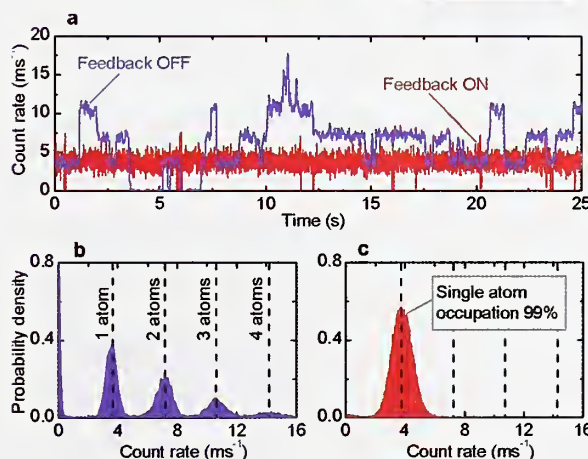 a
Count rate (ms⁻¹)
20
15
10
5
0
Feedback OFF
Feedback ON
0 5 10 15 20 25
Time (s)
b
Probability density
0.8
0.4
0.0
1 atom
2 atoms
3 atoms
4 atoms
0 4 8 12 16
Count rate (ms⁻¹)
c
0.8
0.4
0.0
Single atom
occupation 99%
0 4 8 12 16
Count rate (ms⁻¹)